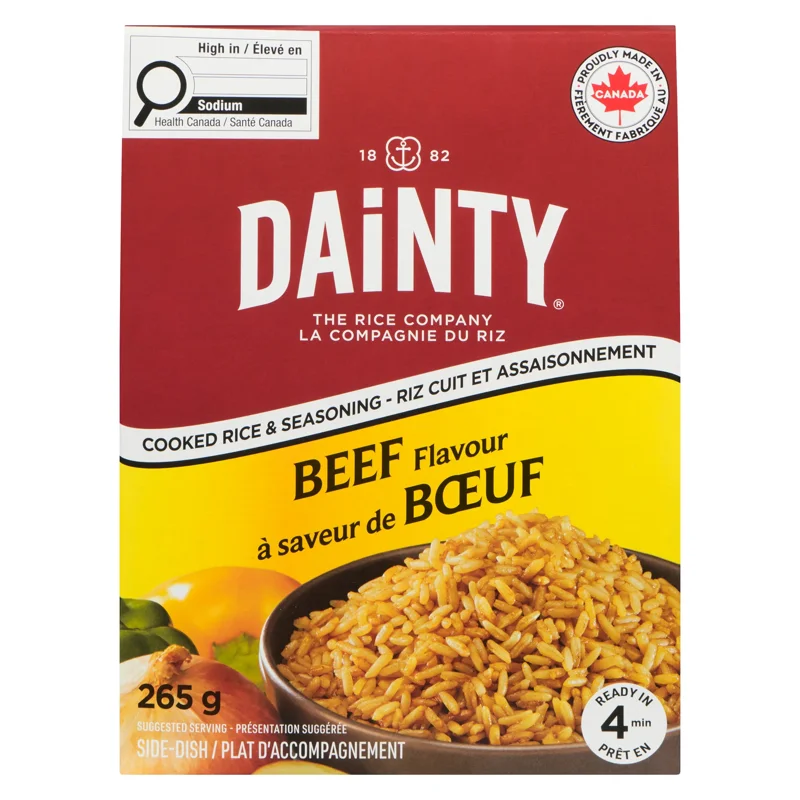 High in / Élevé en
Sodium
Health Canada / Santé Canada
PROUDLY MADE IN
CANADA
FIÈREMENT FABRIQUÉ AU
18 82
DAiNTY®
THE RICE COMPANY
LA COMPAGNIE DU RIZ
COOKED RICE & SEASONING - RIZ CUIT ET ASSAISONNEMENT
BEEF Flavour
à saveur de BŒUF
265 g
SUGGESTED SERVING - PRÉSENTATION SUGGÉRÉE
SIDE-DISH / PLAT D'ACCOMPAGNEMENT
READY IN
4 min
PRÊT EN